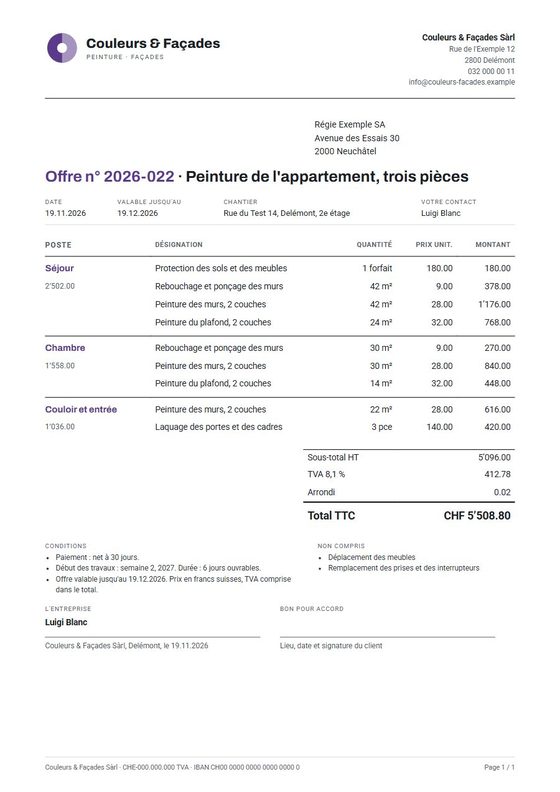 Couleurs & Façades
PEINTURE · FAÇADES
Couleurs & Façades Sàrl
Rue de l'Exemple 12
2800 Delémont
032 000 00 11
info@couleurs-facades.example
Régie Exemple SA
Avenue des Essais 30
2000 Neuchâtel
Offre n° 2026-022 · Peinture de l'appartement, trois pièces
DATE VALABLE JUSQU'AU CHANTIER VOTRE CONTACT
19.11.2026 19.12.2026 Rue du Test 14, Delémont, 2e étage Luigi Blanc
POSTE DÉSIGNATION QUANTITÉ PRIX UNIT. MONTANT
Séjour Protection des sols et des meubles 1 forfait 180.00 180.00
2'502.00 Rebouchage et ponçage des murs 42 m² 9.00 378.00
Peinture des murs, 2 couches 42 m² 28.00 1'176.00
Peinture du plafond, 2 couches 24 m² 32.00 768.00
Chambre Rebouchage et ponçage des murs 30 m² 9.00 270.00
1'558.00 Peinture des murs, 2 couches 30 m² 28.00 840.00
Peinture du plafond, 2 couches 14 m² 32.00 448.00
Couloir et entrée Peinture des murs, 2 couches 22 m² 28.00 616.00
1'036.00 Laquage des portes et des cadres 3 pce 140.00 420.00
Sous-total HT 5'096.00
TVA 8,1 % 412.78
Arrondi 0.02
Total TTC CHF 5'508.80
CONDITIONS
• Paiement : net à 30 jours.
• Début des travaux : semaine 2, 2027. Durée : 6 jours ouvrables.
• Offre valable jusqu'au 19.12.2026. Prix en francs suisses, TVA comprise
dans le total.
NON COMPRIS
• Déplacement des meubles
• Remplacement des prises et des interrupteurs
L'ENTREPRISE BON POUR ACCORD
Luigi Blanc
Couleurs & Façades Sàrl, Delémont, le 19.11.2026 Lieu, date et signature du client
Couleurs & Façades Sàrl · CHE-000.000.000 TVA · IBAN CH00 0000 0000 0000 0000 0 Page 1 / 1